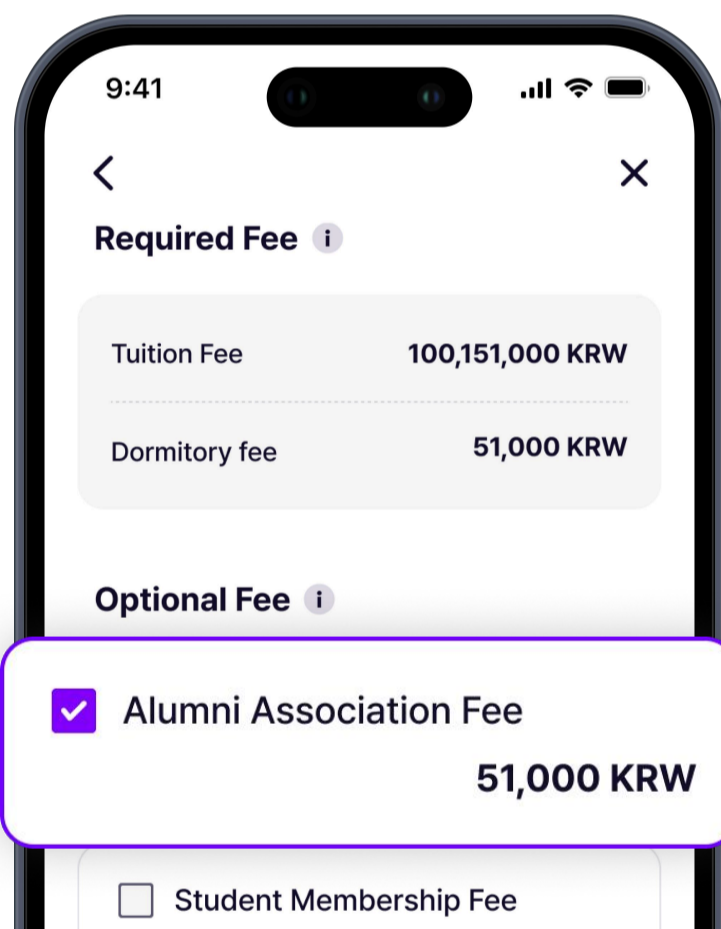 9:41
Required Fee i
Tuition Fee 100,151,000 KRW
Dormitory fee 51,000 KRW
Optional Fee i
Alumni Association Fee
51,000 KRW
Student Membership Fee